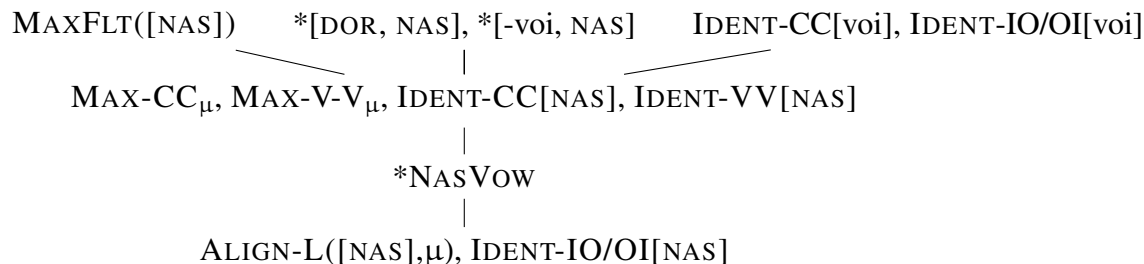 MAXFLT([NAS]) *[DOR, NAS], *[-voi, NAS] IDENT-CC[voi], IDENT-IO/OI[voi]
MAX-CCμ, MAX-V-Vμ, IDENT-CC[NAS], IDENT-VV[NAS]
*NASVOW
ALIGN-L([NAS],μ), IDENT-IO/OI[NAS]